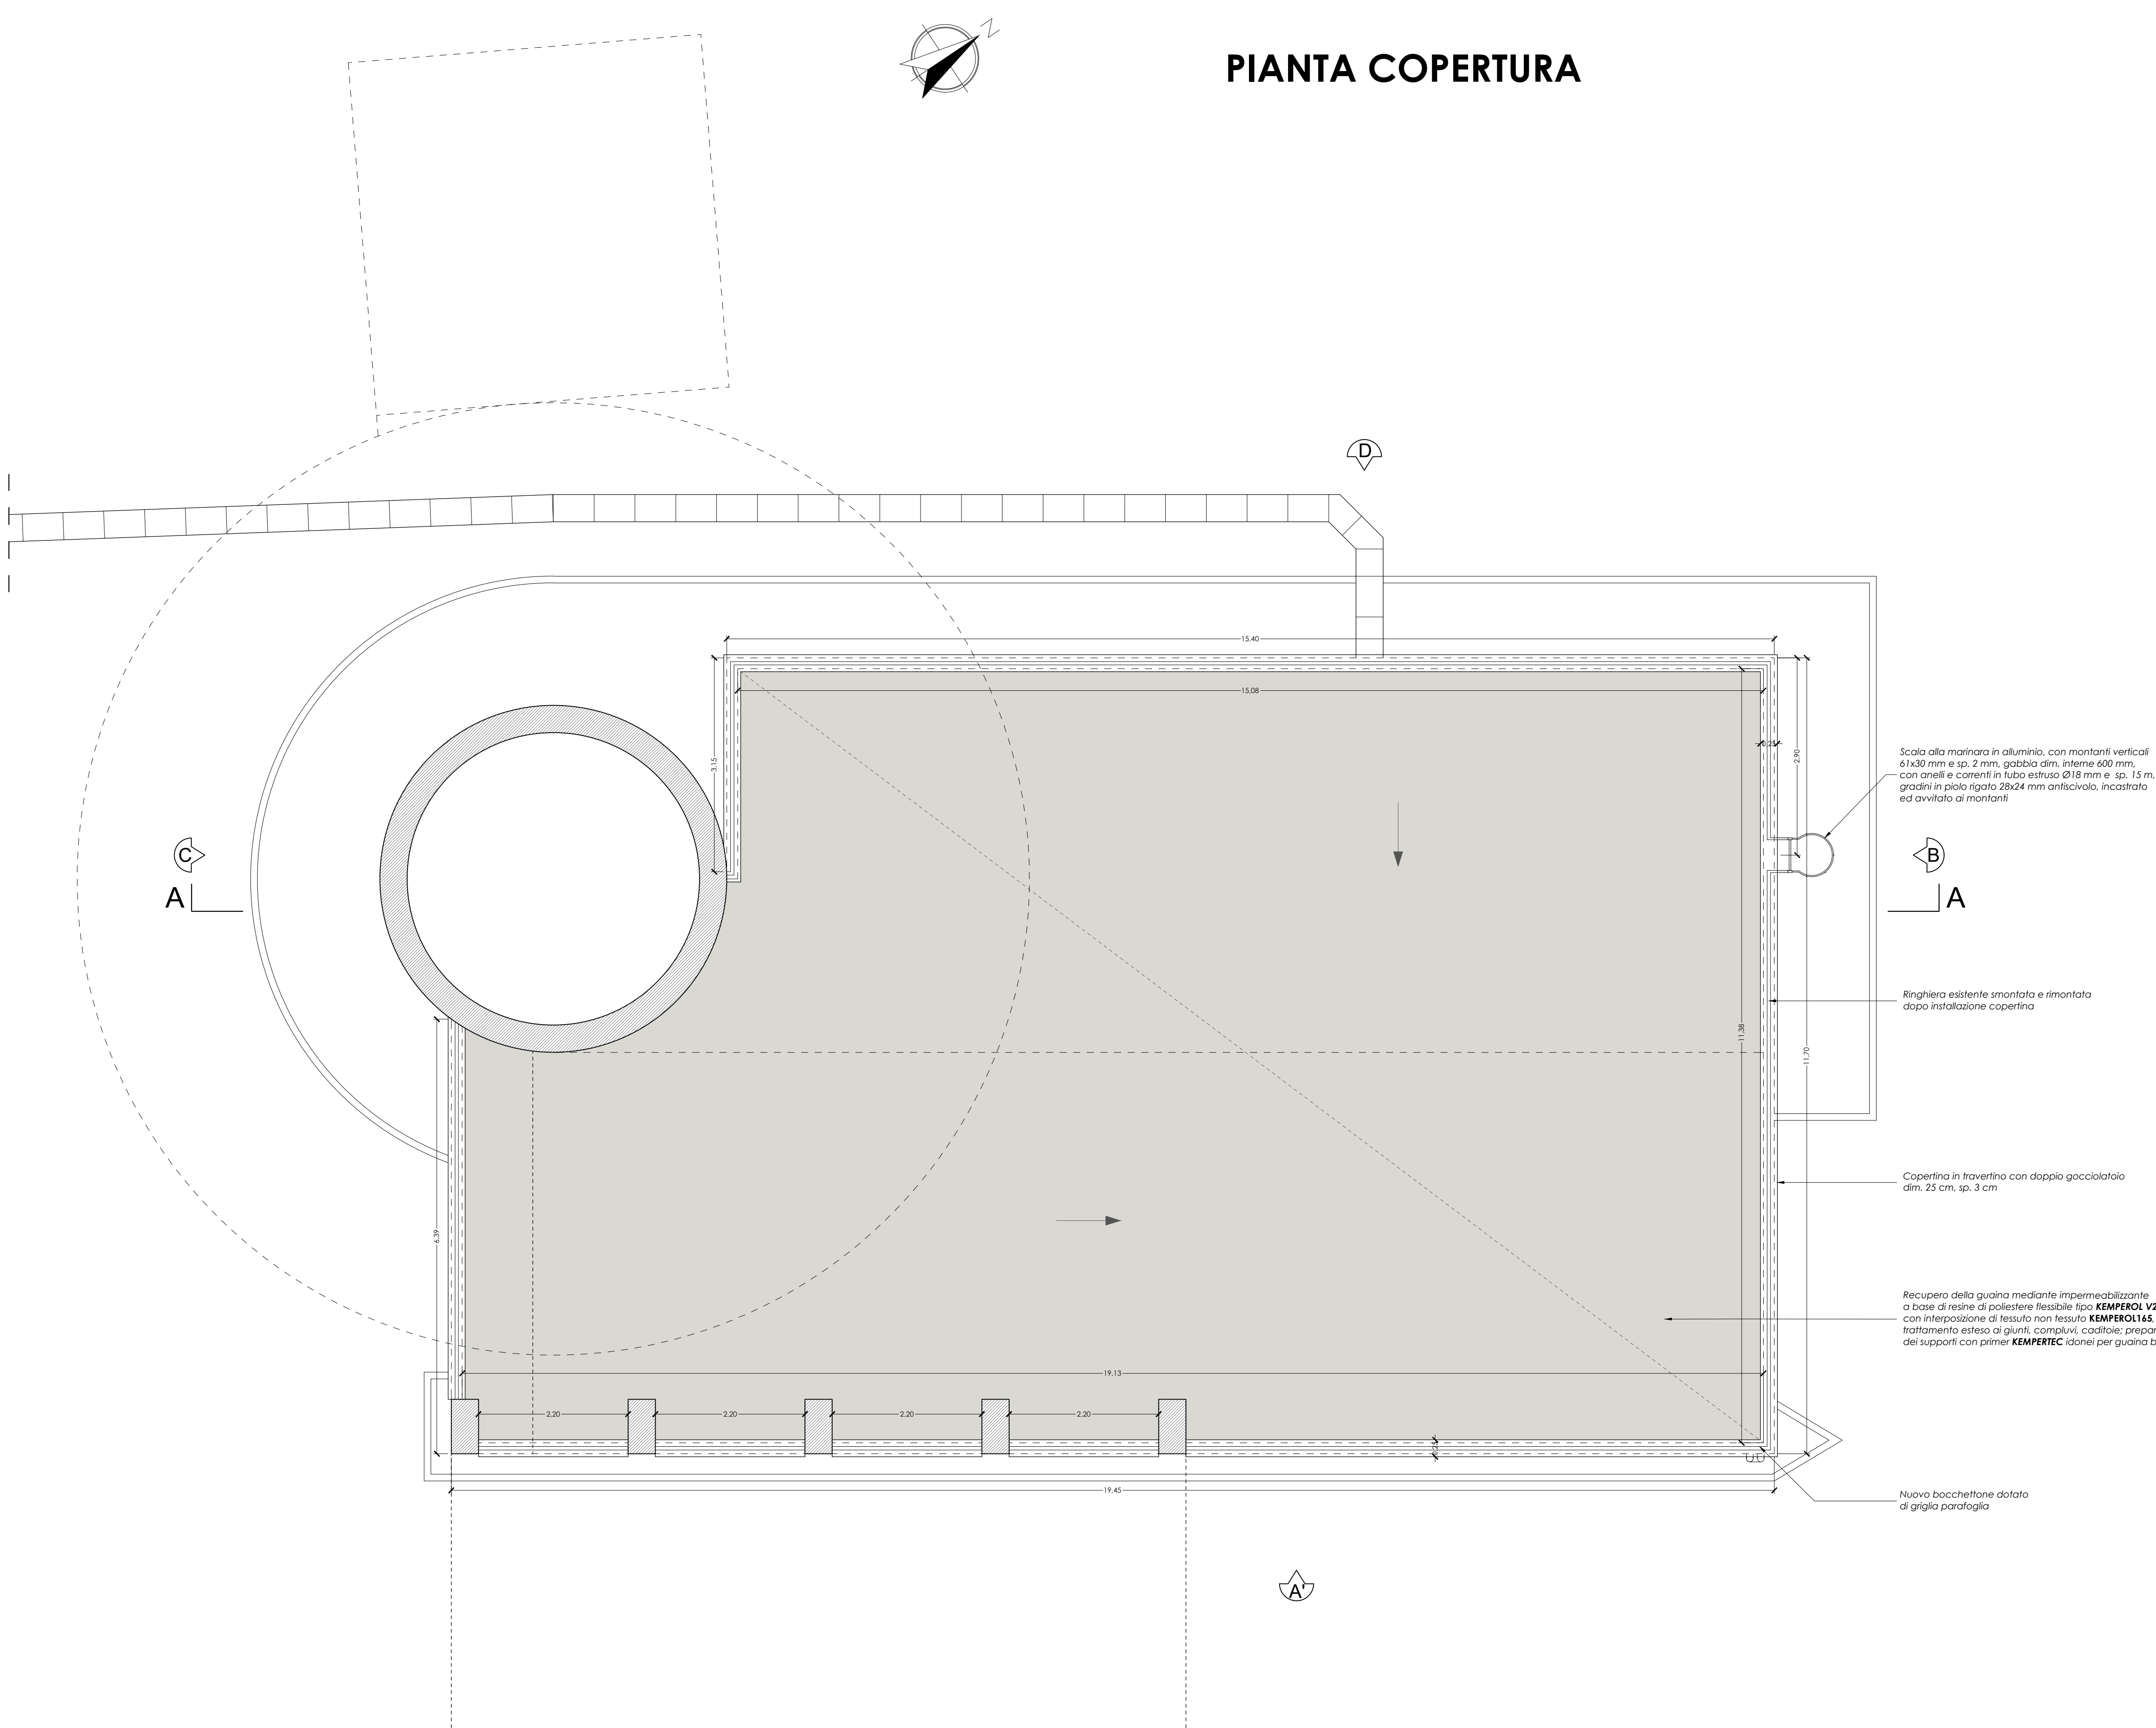 N
PIANTA COPERTURA
D
15,40
15,08
3,15
0,25
2,90
Scala alla marinara in alluminio, con montanti verticali
61x30 mm e sp. 2 mm, gabbia dim. interne 600 mm,
con anelli e correnti in tubo estruso Ø18 mm e sp. 15 m,
gradini in piolo rigato 28x24 mm antiscivolo, incastrato
ed avvitato ai montanti
C
B
A
A
Ringhiera esistente smontata e rimontata
dopo installazione copertina
11,38
11,70
Copertina in travertino con doppio gocciolatoio
dim. 25 cm, sp. 3 cm
6,39
Recupero della guaina mediante impermeabilizzante
a base di resine di poliestere flessibile tipo KEMPEROL V2
con interposizione di tessuto non tessuto KEMPEROL165,
trattamento esteso ai giunti, compluvi, caditoie; prepar
dei supporti con primer KEMPERTEC idonei per guaina b
19,13
2,20
2,20
2,20
2,20
0,25
19,45
Nuovo bocchettone dotato
di griglia parafoglia
A'